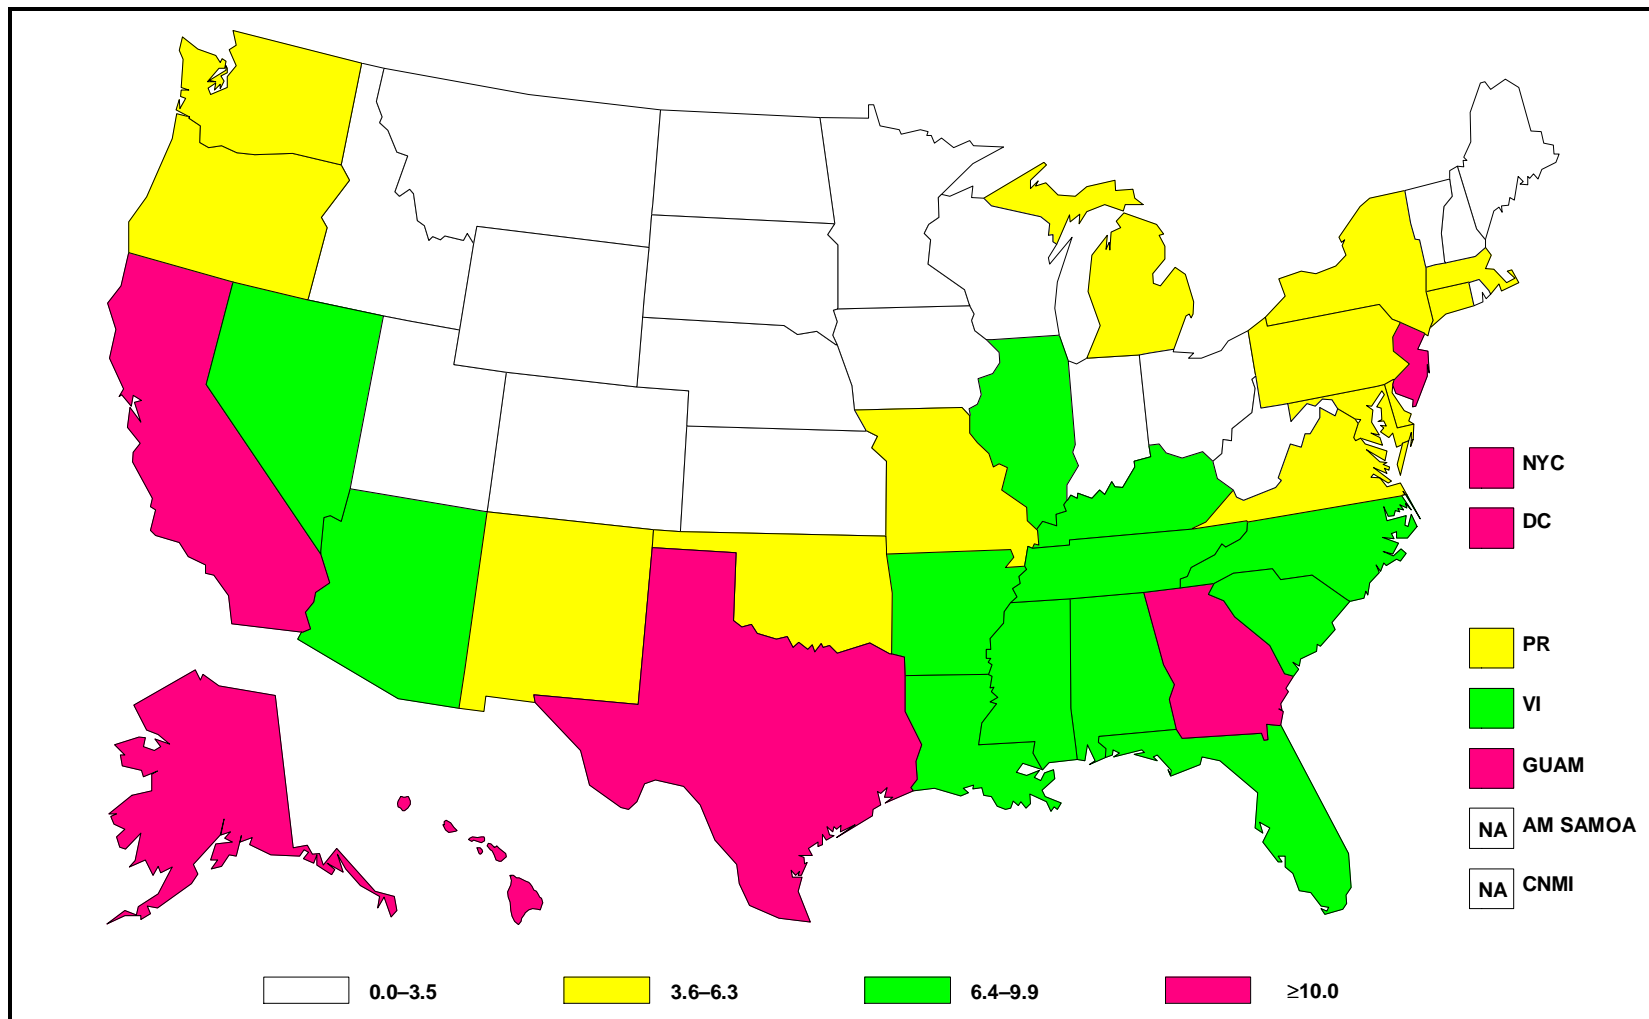 NYC
DC
PR
VI
GUAM
NA AM SAMOA
NA CNMI
0.0–3.5 3.6–6.3 6.4–9.9 ≥10.0